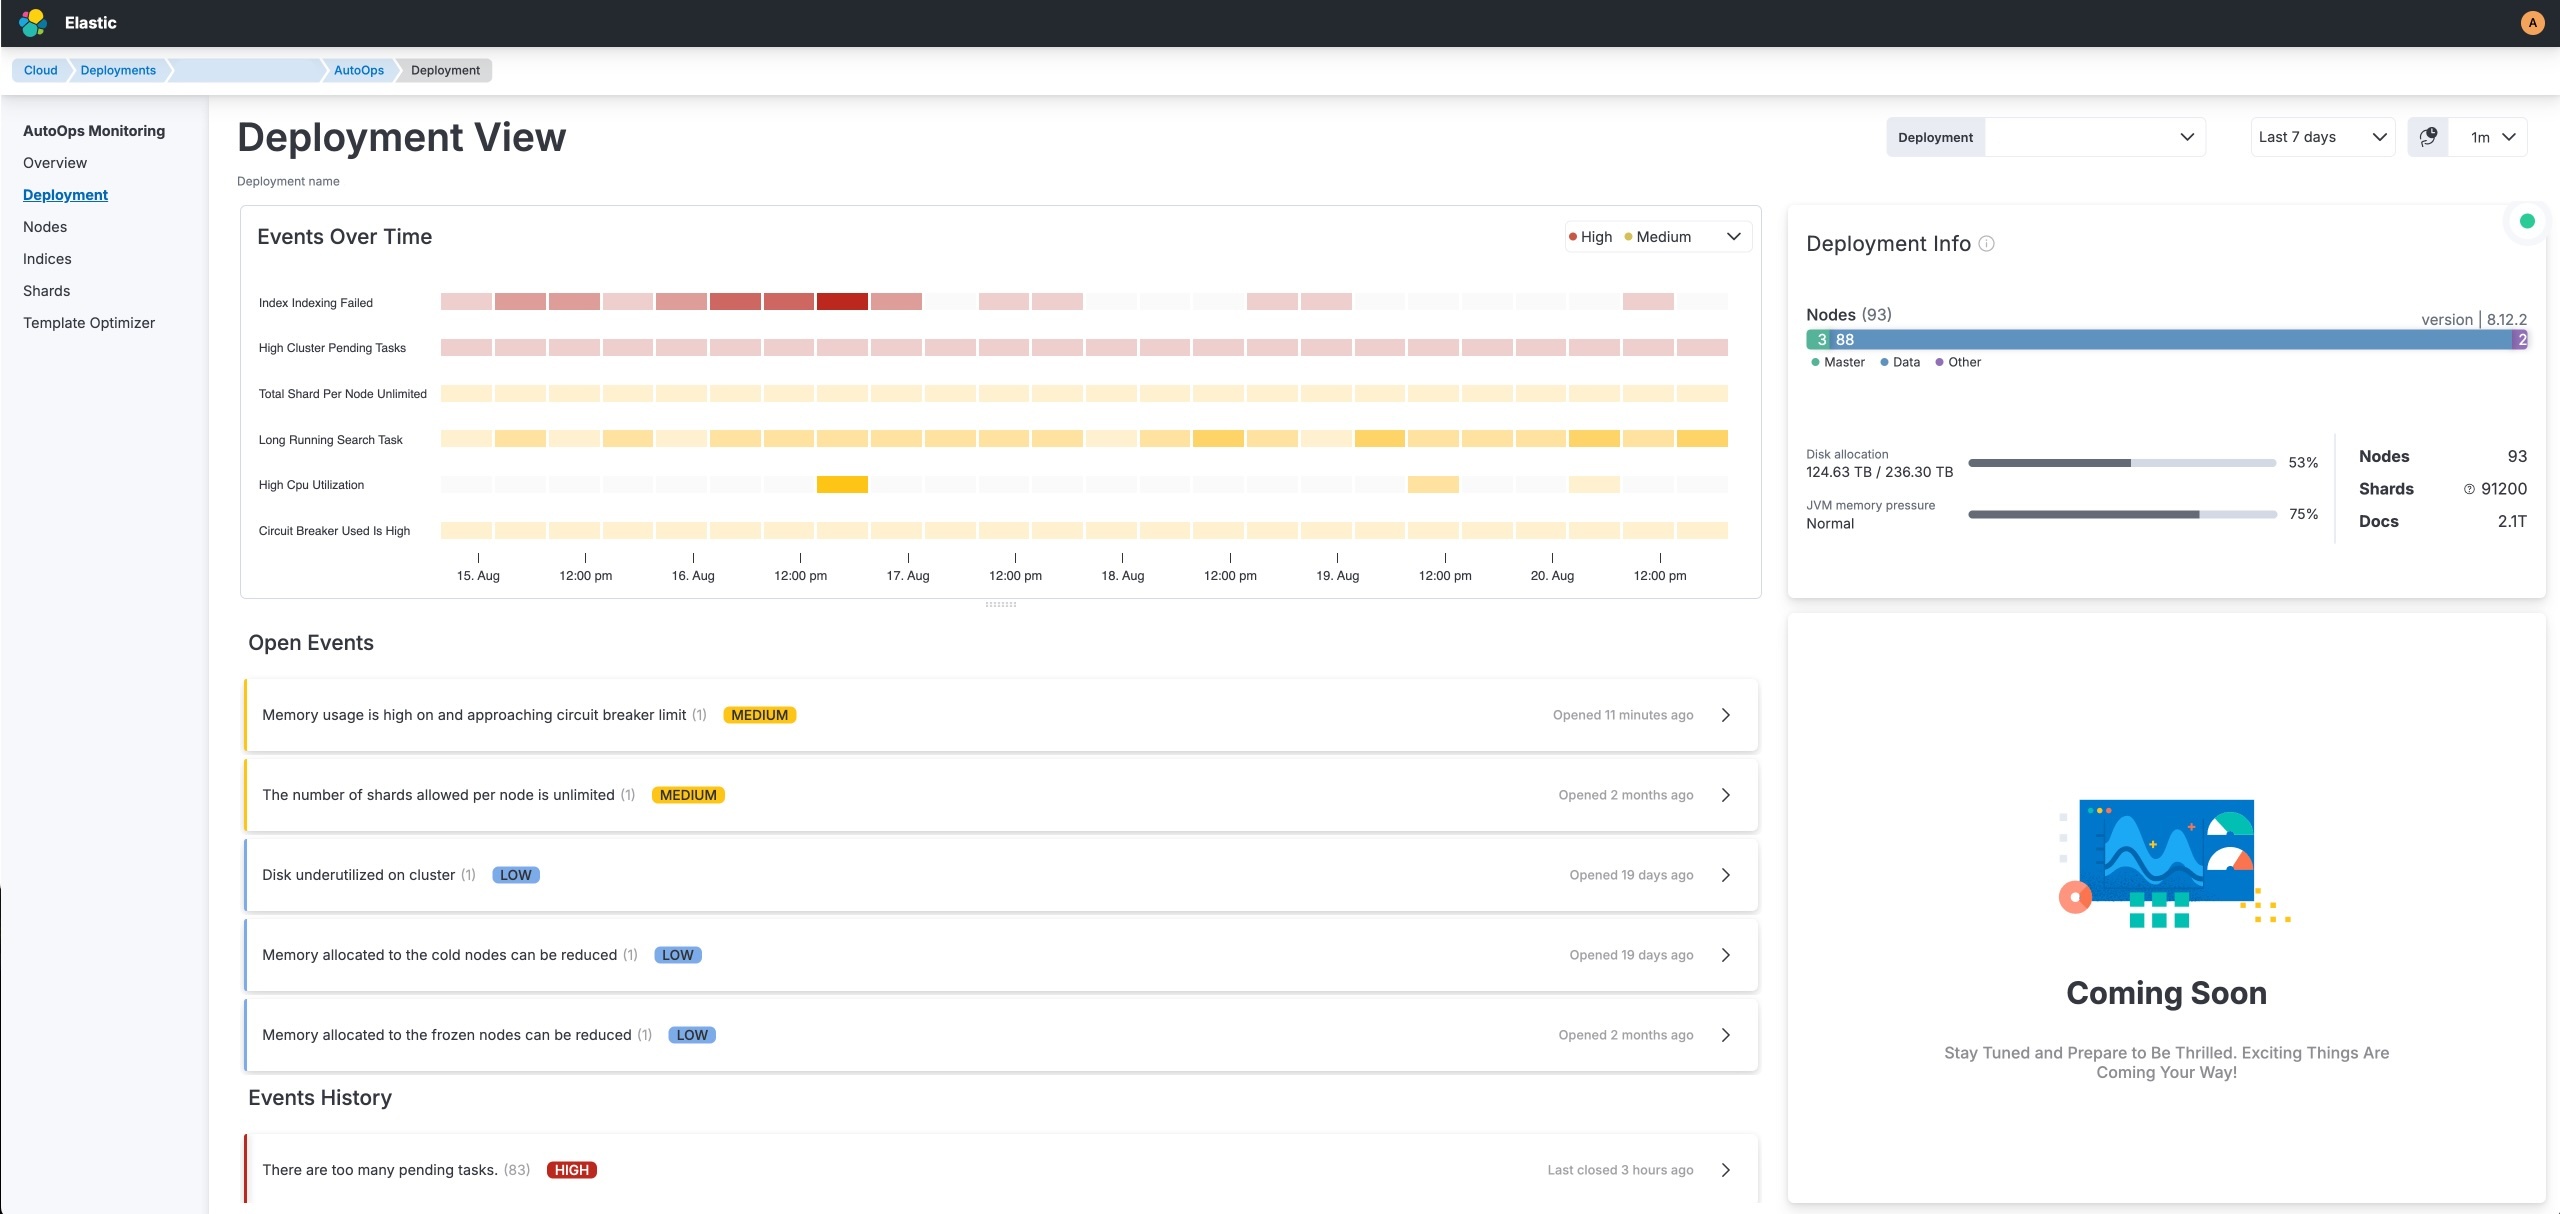 Elastic
A
Cloud
Deployments
AutoOps
Deployment
AutoOps Monitoring
Overview
Deployment
Nodes
Indices
Shards
Template Optimizer
Deployment View
Deployment
Last 7 days
1m
Deployment name
Events Over Time
High Medium
Index Indexing Failed
High Cluster Pending Tasks
Total Shard Per Node Unlimited
Long Running Search Task
High Cpu Utilization
Circuit Breaker Used Is High
15. Aug 12:00 pm 16. Aug 12:00 pm 17. Aug 12:00 pm 18. Aug 12:00 pm 19. Aug 12:00 pm 20. Aug 12:00 pm
Deployment Info
Nodes (93)
version | 8.12.2
3 88 2
Master Data Other
Disk allocation
124.63 TB / 236.30 TB
53%
JVM memory pressure
Normal
75%
Nodes 93
Shards 91200
Docs 2.1T
Open Events
Memory usage is high on and approaching circuit breaker limit (1) MEDIUM Opened 11 minutes ago
The number of shards allowed per node is unlimited (1) MEDIUM Opened 2 months ago
Disk underutilized on cluster (1) LOW Opened 19 days ago
Memory allocated to the cold nodes can be reduced (1) LOW Opened 19 days ago
Memory allocated to the frozen nodes can be reduced (1) LOW Opened 2 months ago
Events History
There are too many pending tasks. (83) HIGH Last closed 3 hours ago
Coming Soon
Stay Tuned and Prepare to Be Thrilled. Exciting Things Are
Coming Your Way!